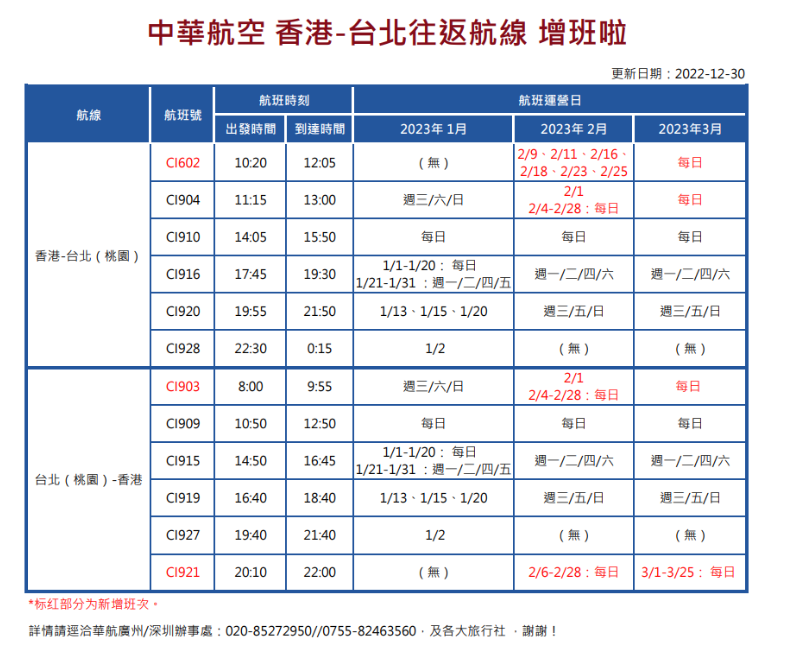 中華航空 香港-台北往返航線 增班啦
更新日期：2022-12-30
航線 航班號 航班時刻 航班運營日
出發時間 到達時間 2023年 1月 2023年 2月 2023年3月
香港-台北（桃園）
CI602 10:20 12:05 （無） 2/9、2/11、2/16、 每日
2/18、2/23、2/25
CI904 11:15 13:00 週三/六/日 2/1 每日
2/4-2/28：每日
CI910 14:05 15:50 每日 每日 每日
CI916 17:45 19:30 1/1-1/20： 每日 週一/二/四/六 週一/二/四/六
1/21-1/31 ：週一/二/四/五
CI920 19:55 21:50 1/13、1/15、1/20 週三/五/日 週三/五/日
CI928 22:30 0:15 1/2 （無） （無）
台北（桃園）-香港
CI903 8:00 9:55 週三/六/日 2/1 每日
2/4-2/28：每日
CI909 10:50 12:50 每日 每日 每日
CI915 14:50 16:45 1/1-1/20： 每日 週一/二/四/六 週一/二/四/六
1/21-1/31 ：週一/二/四/五
CI919 16:40 18:40 1/13、1/15、1/20 週三/五/日 週三/五/日
CI927 19:40 21:40 1/2 （無） （無）
CI921 20:10 22:00 （無） 2/6-2/28：每日 3/1-3/25： 每日
*标红部分为新增班次。
詳情請逕洽華航廣州/深圳辦事處：020-85272950//0755-82463560，及各大旅行社 ，謝謝！